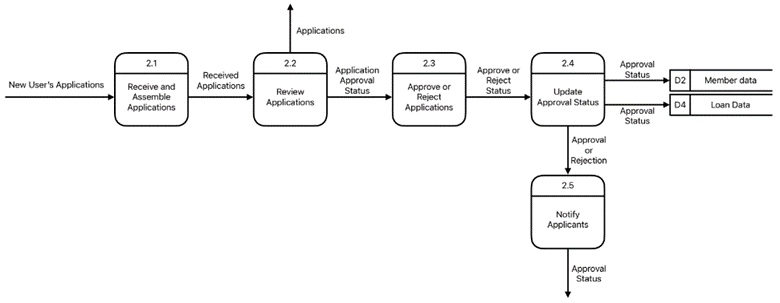 Applications
2.1
2.2
2.3
2.4
New User's Applications
Receive and
Assemble
Applications
Received
Applications
Review
Applications
Application
Approval
Status
Approve or
Reject
Applications
Approve or
Reject
Status
Update
Approval Status
Approval
Status
D2 Member data
D4 Loan Data
Approval
Status
Approval
or
Rejection
2.5
Notify
Applicants
Approval
Status